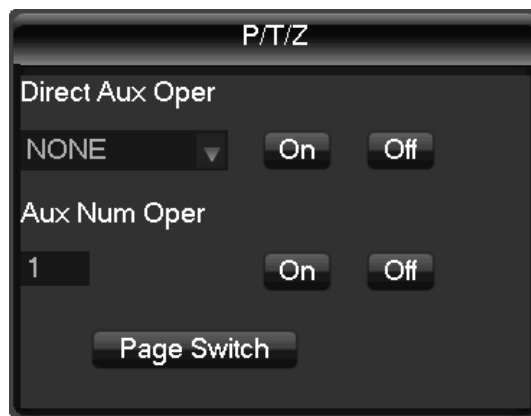 P/T/Z
Direct Aux Oper
NONE On Off
Aux Num Oper
1 On Off
Page Switch